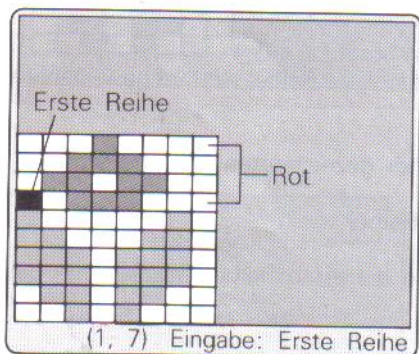 Erste Reihe
Rot
(1, 7) Eingabe: Erste Reihe